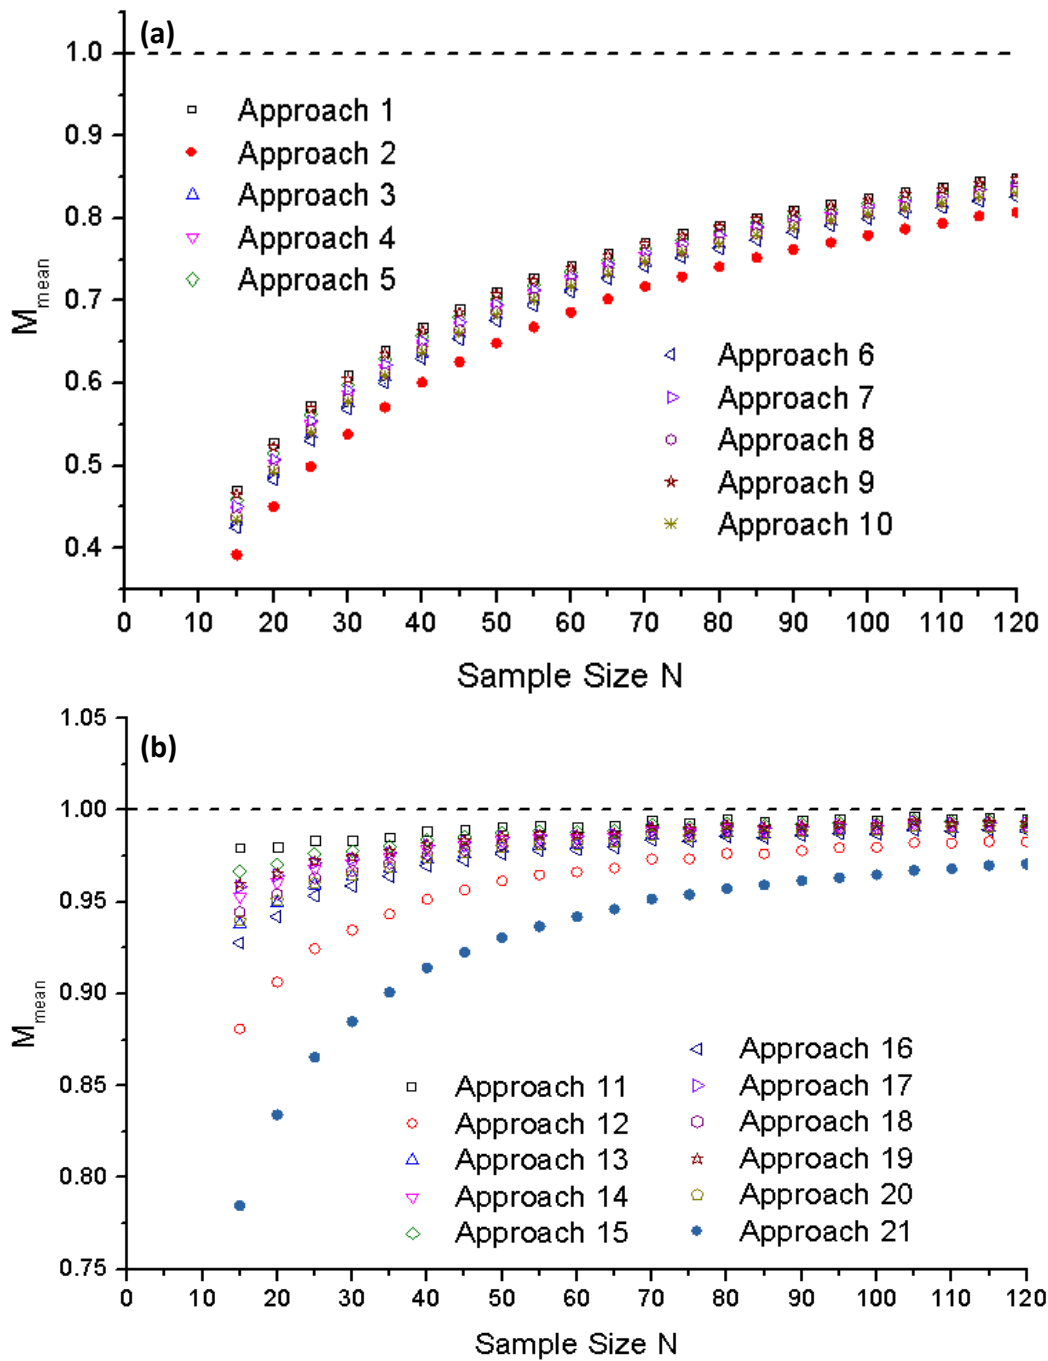 (a)
1.0
0.9
0.8
0.7
0.6
0.5
0.4
M_mean
Approach 1
Approach 2
Approach 3
Approach 4
Approach 5
Approach 6
Approach 7
Approach 8
Approach 9
Approach 10
0 10 20 30 40 50 60 70 80 90 100 110 120
Sample Size N
(b)
1.05
1.00
0.95
0.90
0.85
0.80
0.75
M_mean
Approach 11
Approach 12
Approach 13
Approach 14
Approach 15
Approach 16
Approach 17
Approach 18
Approach 19
Approach 20
Approach 21
0 10 20 30 40 50 60 70 80 90 100 110 120
Sample Size N